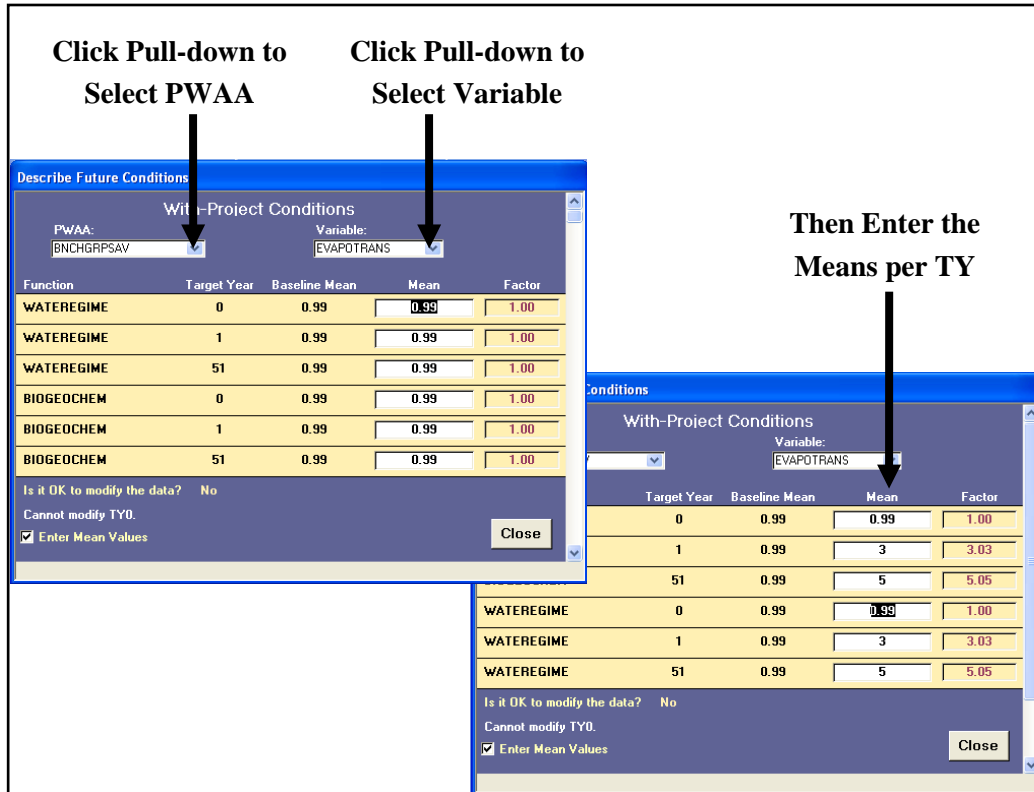 Click Pull-down to
Select PWAA
Click Pull-down to
Select Variable
Then Enter the
Means per TY
Describe Future Conditions
With-Project Conditions
PWAA: Variable:
BNCHGRPSAV EVAPOTRANS
Function Target Year Baseline Mean Mean Factor
WATEREGIME 0 0.99 0.99 1.00
WATEREGIME 1 0.99 0.99 1.00
WATEREGIME 51 0.99 0.99 1.00
BIOGEOCHEM 0 0.99 0.99 1.00
BIOGEOCHEM 1 0.99 0.99 1.00
BIOGEOCHEM 51 0.99 0.99 1.00
Is it OK to modify the data? No
Cannot modify TY0.
Enter Mean Values
Close
Conditions
With-Project Conditions
Variable:
EVAPOTRANS
Target Year Baseline Mean Mean Factor
0 0.99 0.99 1.00
1 0.99 3 3.03
51 0.99 5 5.05
WATEREGIME 0 0.99 0.99 1.00
WATEREGIME 1 0.99 3 3.03
WATEREGIME 51 0.99 5 5.05
Is it OK to modify the data? No
Cannot modify TY0.
Enter Mean Values
Close